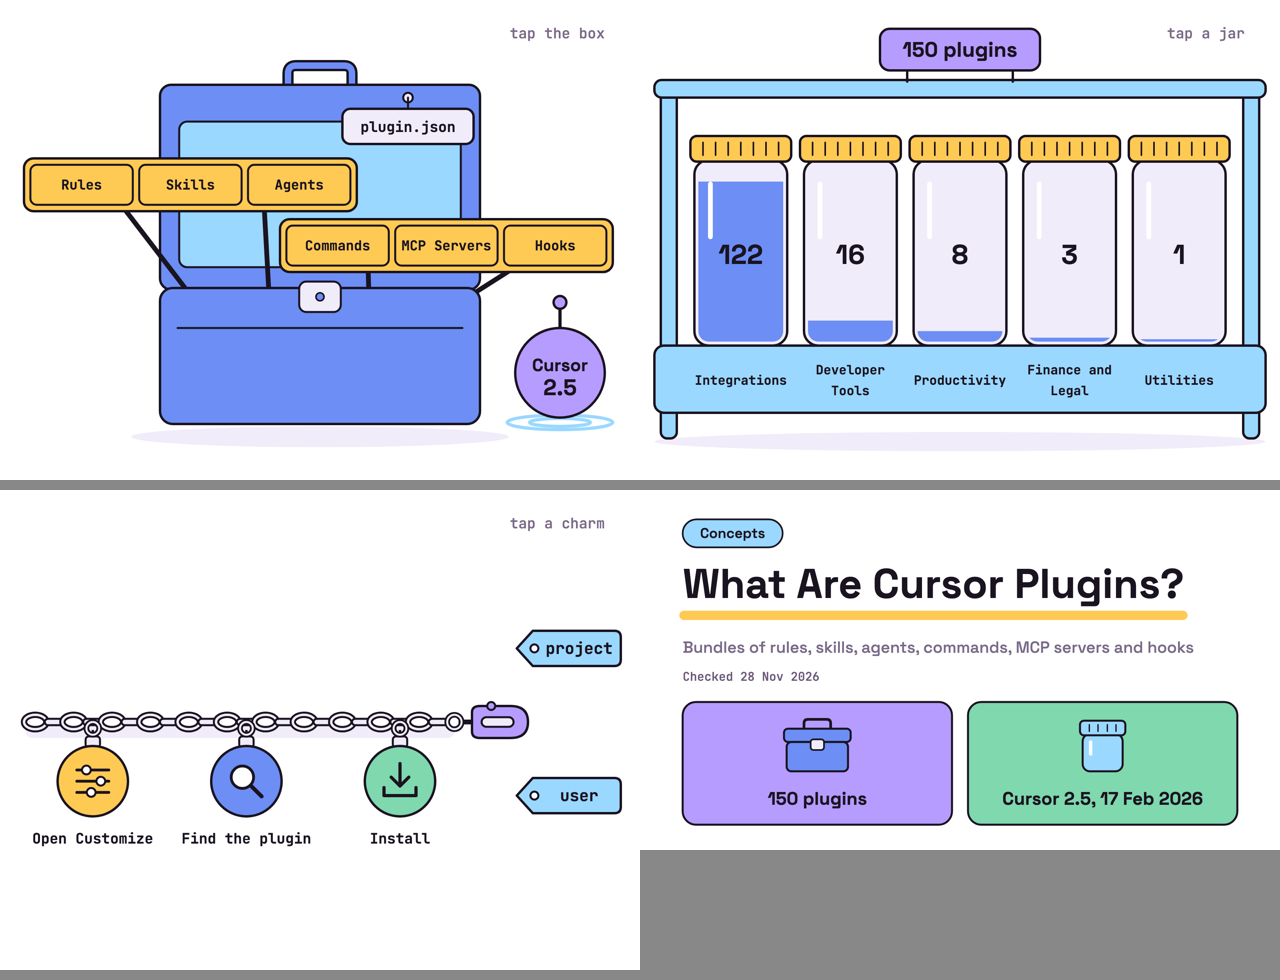 tap the box
plugin.json
Rules
Skills
Agents
Commands
MCP Servers
Hooks
Cursor
2.5
tap a jar
150 plugins
122
16
8
3
1
Integrations
Developer
Tools
Productivity
Finance and
Legal
Utilities
tap a charm
project
user
Open Customize
Find the plugin
Install
Concepts
What Are Cursor Plugins?
Bundles of rules, skills, agents, commands, MCP servers and hooks
Checked 28 Nov 2026
150 plugins
Cursor 2.5, 17 Feb 2026